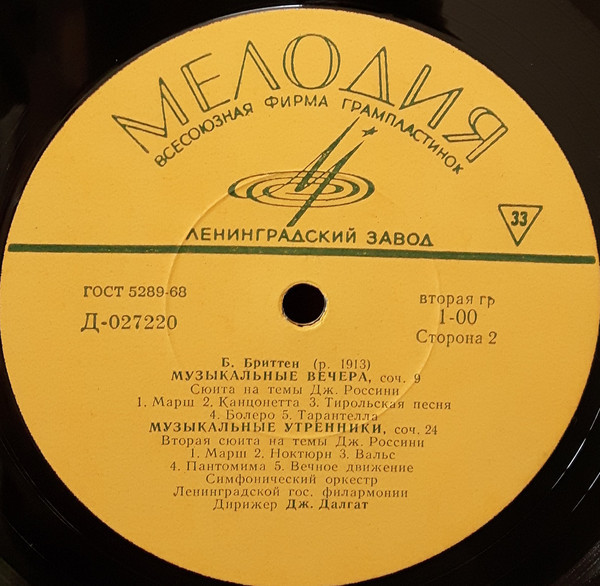 МЕЛОДИЯ
ВСЕСОЮЗНАЯ ФИРМА ГРАМПЛАСТИНОК
ЛЕНИНГРАДСКИЙ ЗАВОД
33
ГОСТ 5289-68
Д-027220
вторая гр
1-00
Сторона 2
Б. Бриттен (р. 1913)
МУЗЫКАЛЬНЫЕ ВЕЧЕРА, соч. 9
Сюита на темы Дж. Россини
1. Марш 2. Канцонетта 3. Тирольская песня
4. Болеро 5. Тарантелла
МУЗЫКАЛЬНЫЕ УТРЕННИКИ, соч. 24
Вторая сюита на темы Дж. Россини
1. Марш 2. Ноктюрн 3. Вальс
4. Пантомима 5. Вечное движение
Симфонический оркестр
Ленинградской гос. филармонии
Дирижер Дж. Далгат